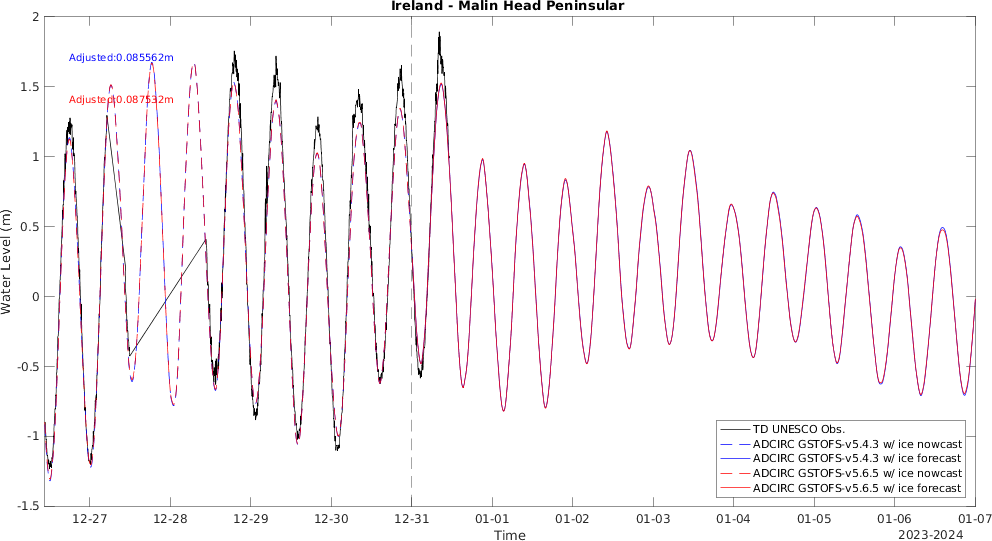 Ireland - Malin Head Peninsular
Water Level (m)
2
1.5
1
0.5
0
-0.5
-1
-1.5
Adjusted:0.085562m
Adjusted:0.087532m
TD UNESCO Obs.
ADCIRC GSTOFS-v5.4.3 w/ ice nowcast
ADCIRC GSTOFS-v5.4.3 w/ ice forecast
ADCIRC GSTOFS-v5.6.5 w/ ice nowcast
ADCIRC GSTOFS-v5.6.5 w/ ice forecast
12-27 12-28 12-29 12-30 12-31 01-01 01-02 01-03 01-04 01-05 01-06 01-07
Time
2023-2024